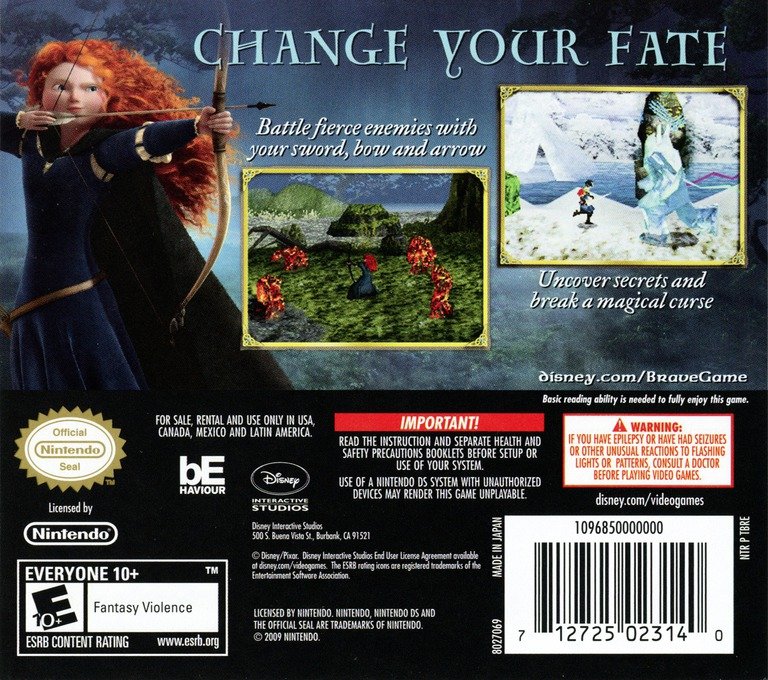 CHANGE YOUR FATE
Battle fierce enemies with
your sword, bow and arrow
Uncover secrets and
break a magical curse
disney.com/BraveGame
Basic reading ability is needed to fully enjoy this game.
Official
Nintendo
Seal
TM
Licensed by
Nintendo®
FOR SALE, RENTAL AND USE ONLY IN USA,
CANADA, MEXICO AND LATIN AMERICA.
bE
HAVIOUR
Disney
INTERACTIVE
STUDIOS
Disney Interactive Studios
500 S. Buena Vista St., Burbank, CA 91521
© Disney/Pixar. Disney Interactive Studios End User License Agreement available
at disney.com/videogames. The ESRB rating icons are registered trademarks of the
Entertainment Software Association.
LICENSED BY NINTENDO. NINTENDO, NINTENDO DS AND
THE OFFICIAL SEAL ARE TRADEMARKS OF NINTENDO.
© 2009 NINTENDO.
IMPORTANT!
READ THE INSTRUCTION AND SEPARATE HEALTH AND
SAFETY PRECAUTIONS BOOKLETS BEFORE SETUP OR
USE OF YOUR SYSTEM.
USE OF A NINTENDO DS SYSTEM WITH UNAUTHORIZED
DEVICES MAY RENDER THIS GAME UNPLAYABLE.
WARNING:
IF YOU HAVE EPILEPSY OR HAVE HAD SEIZURES
OR OTHER UNUSUAL REACTIONS TO FLASHING
LIGHTS OR PATTERNS, CONSULT A DOCTOR
BEFORE PLAYING VIDEO GAMES.
disney.com/videogames
EVERYONE 10+
TM
E
10+
Fantasy Violence
ESRB CONTENT RATING
www.esrb.org
MADE IN JAPAN
8027069
1096850000000
7 12725 02314 0
NTR P TBRE